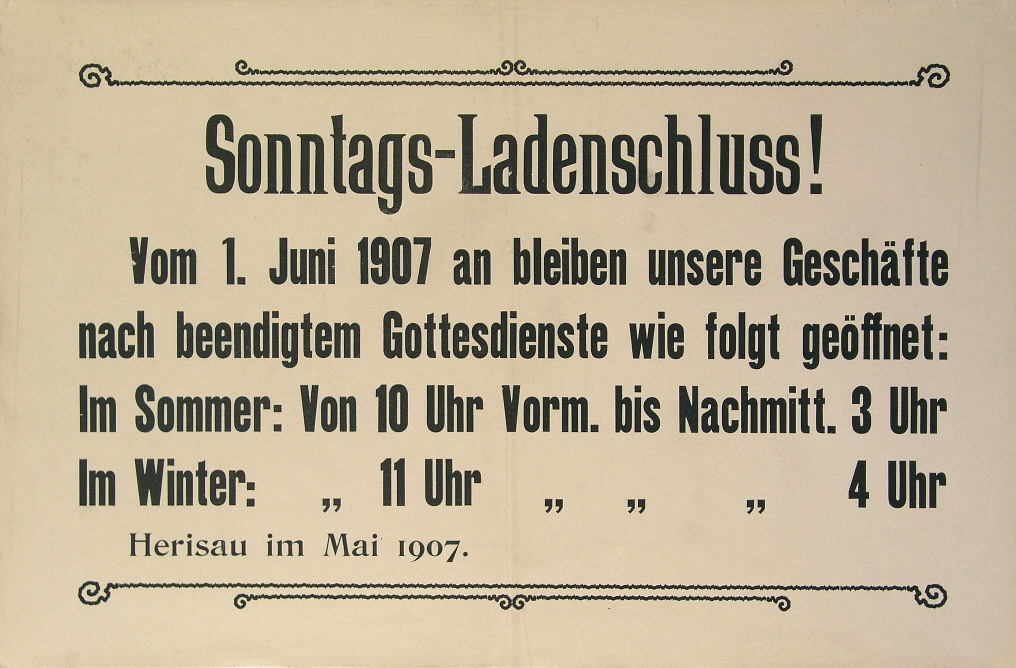 Sonntags-Ladenschluss!
Vom 1. Juni 1907 an bleiben unsere Geschäfte
nach beendigtem Gottesdienste wie folgt geöffnet:
Im Sommer: Von 10 Uhr Vorm. bis Nachmitt. 3 Uhr
Im Winter: „ 11 Uhr „ „ „ 4 Uhr
Herisau im Mai 1907.